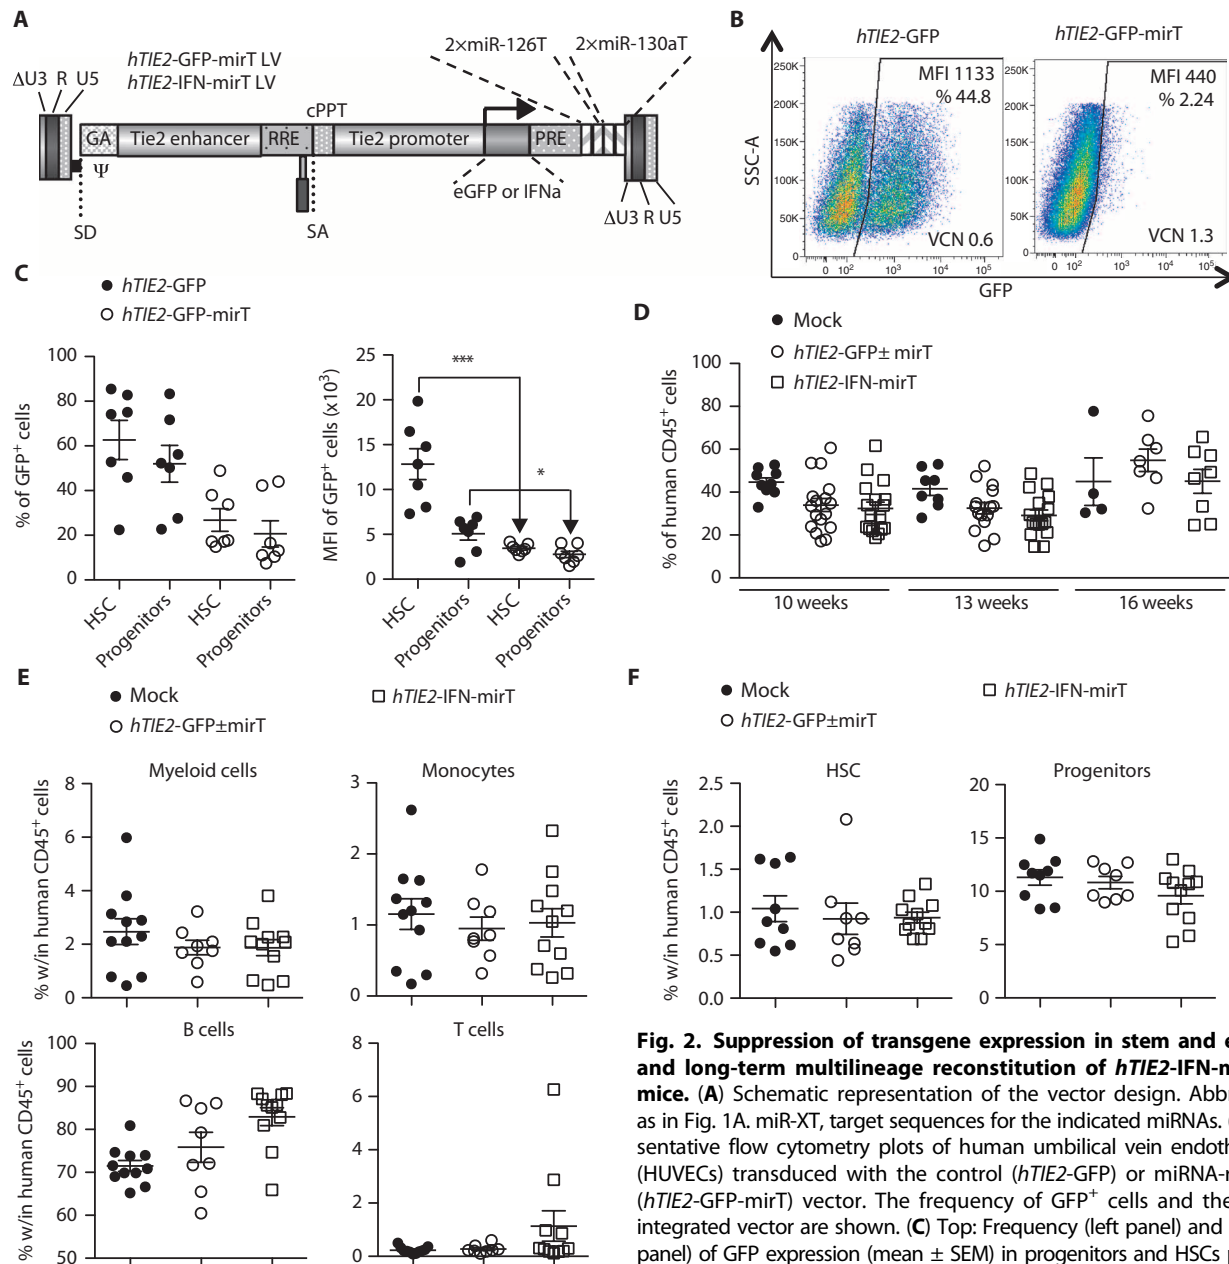 A
hTIE2-GFP-mirT LV
hTIE2-IFN-mirT LV
2×miR-126T
2×miR-130aT
ΔU3 R U5
cPPT
GA
Tie2 enhancer
RRE
Tie2 promoter
PRE
Ψ
eGFP or IFNa
ΔU3 R U5
SD
SA
B
hTIE2-GFP
hTIE2-GFP-mirT
250K
200K
150K
100K
50K
0
MFI 1133
% 44.8
VCN 0.6
0 10² 10³ 10⁴ 10⁵
250K
200K
150K
100K
50K
0
MFI 440
% 2.24
VCN 1.3
0 10² 10³ 10⁴ 10⁵
SSC-A
GFP
C
hTIE2-GFP
hTIE2-GFP-mirT
% of GFP⁺ cells
100
80
60
40
20
0
HSC
Progenitors
HSC
Progenitors
MFI of GFP⁺ cells (x10³)
25
20
15
10
5
0
***
*
HSC
Progenitors
HSC
Progenitors
D
Mock
hTIE2-GFP± mirT
hTIE2-IFN-mirT
% of human CD45⁺ cells
100
80
60
40
20
0
10 weeks
13 weeks
16 weeks
E
Mock
hTIE2-GFP±mirT
hTIE2-IFN-mirT
Myeloid cells
% w/in human CD45⁺ cells
8
6
4
2
0
Monocytes
3
2
1
0
B cells
% w/in human CD45⁺ cells
100
90
80
70
60
50
T cells
8
6
4
2
0
F
Mock
hTIE2-GFP±mirT
hTIE2-IFN-mirT
HSC
% w/in human CD45⁺ cells
2.5
2.0
1.5
1.0
0.5
0.0
Progenitors
20
15
10
5
0
Fig. 2. Suppression of transgene expression in stem and
and long-term multilineage reconstitution of hTIE2-IFN-
mice. (A) Schematic representation of the vector design.
as in Fig. 1A. miR-XT, target sequences for the indicated miRNAs.
sentative flow cytometry plots of human umbilical vein
(HUVECs) transduced with the control (hTIE2-GFP) or
(hTIE2-GFP-mirT) vector. The frequency of GFP⁺ cells and the
integrated vector are shown. (C) Top: Frequency (left panel) and
panel) of GFP expression (mean ± SEM) in progenitors and HSCs